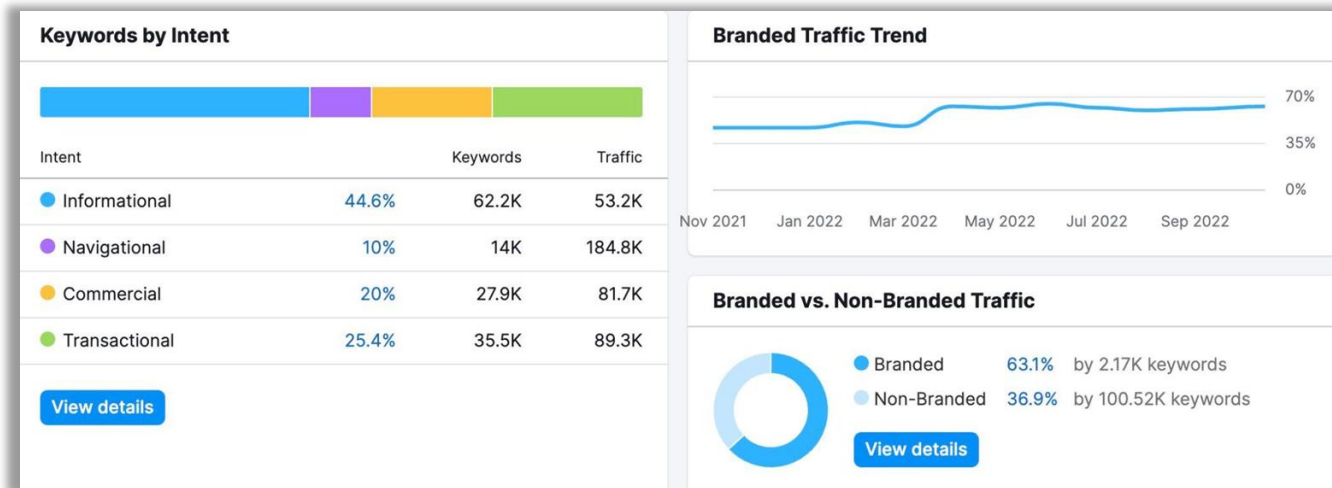 Keywords by Intent
Intent Keywords Traffic
Informational 44.6% 62.2K 53.2K
Navigational 10% 14K 184.8K
Commercial 20% 27.9K 81.7K
Transactional 25.4% 35.5K 89.3K
View details
Branded Traffic Trend
70%
35%
0%
Nov 2021 Jan 2022 Mar 2022 May 2022 Jul 2022 Sep 2022
Branded vs. Non-Branded Traffic
Branded 63.1% by 2.17K keywords
Non-Branded 36.9% by 100.52K keywords
View details